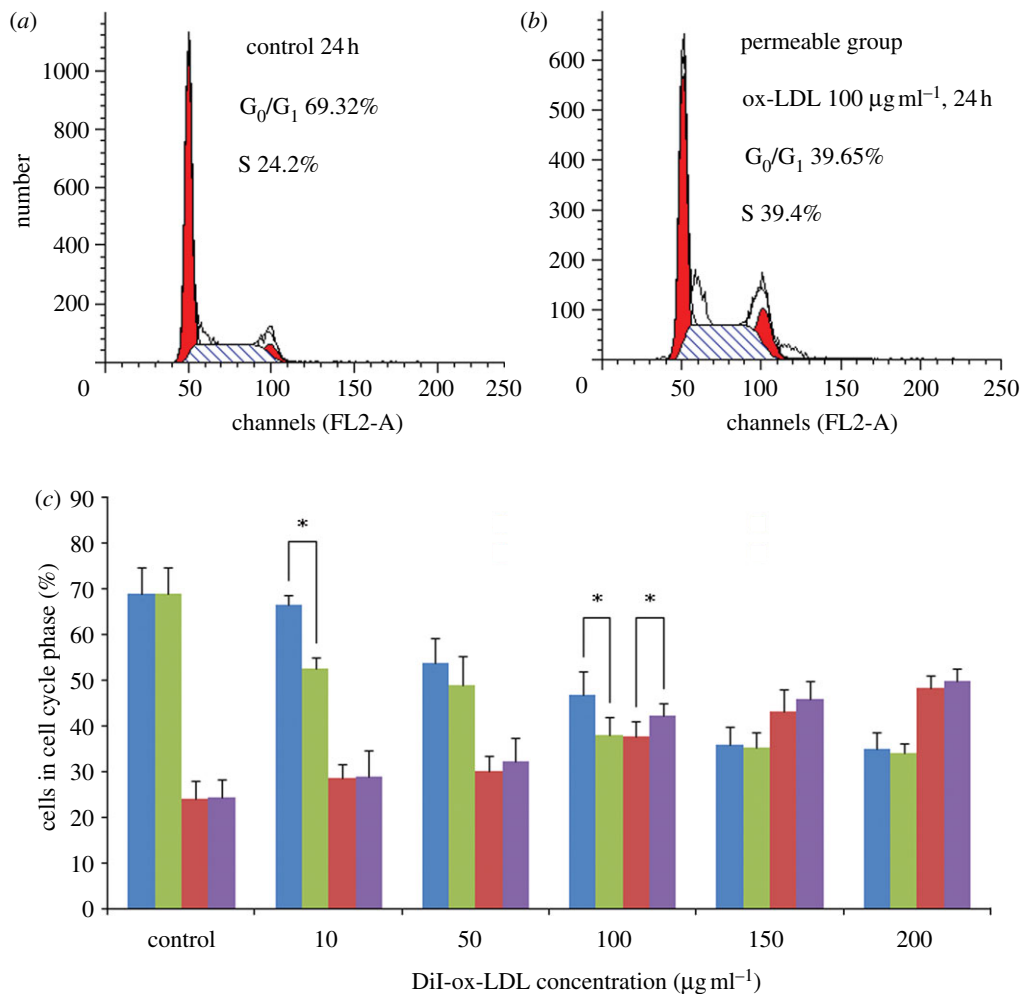 (a)
control 24 h
G₀/G₁ 69.32%
S 24.2%
number
1000
800
600
400
200
0
50
100
150
200
250
channels (FL2-A)
(b)
permeable group
ox-LDL 100 µg ml⁻¹, 24 h
G₀/G₁ 39.65%
S 39.4%
600
500
400
300
200
100
0
50
100
150
200
250
channels (FL2-A)
(c)
cells in cell cycle phase (%)
90
80
70
60
50
40
30
20
10
0
*
* *
control 10 50 100 150 200
DiI-ox-LDL concentration (µg ml⁻¹)